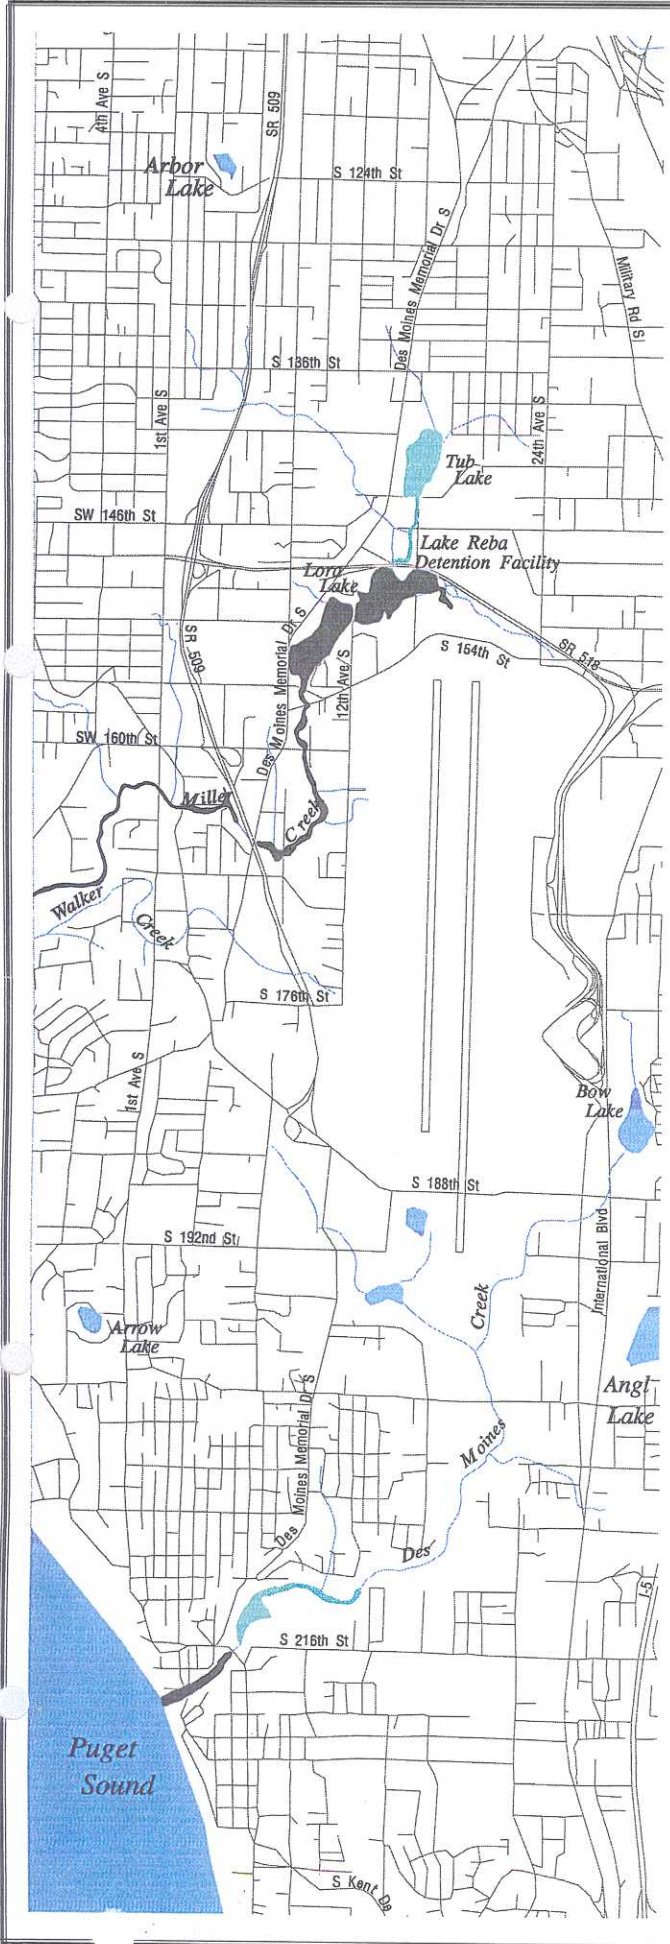 4th Ave S
SR 509
Arbor
Lake
S 124th St
Des Moines Memorial Dr S
Military Rd S
S 136th St
1st Ave S
24th Ave S
Tub
Lake
SW 146th St
Lake Reba
Detention Facility
Lora
Lake
Des Moines Memorial Dr S
SR 509
S 154th St
SR 518
12th Ave S
SW 160th St
Miller
Creek
Walker
Creek
S 176th St
1st Ave S
Bow
Lake
S 188th St
S 192nd St
International Blvd
Creek
Arrow
Lake
Angl
Lake
Des Moines Memorial Dr S
Moines
Des
I-5
S 216th St
Puget
Sound
S Kent De